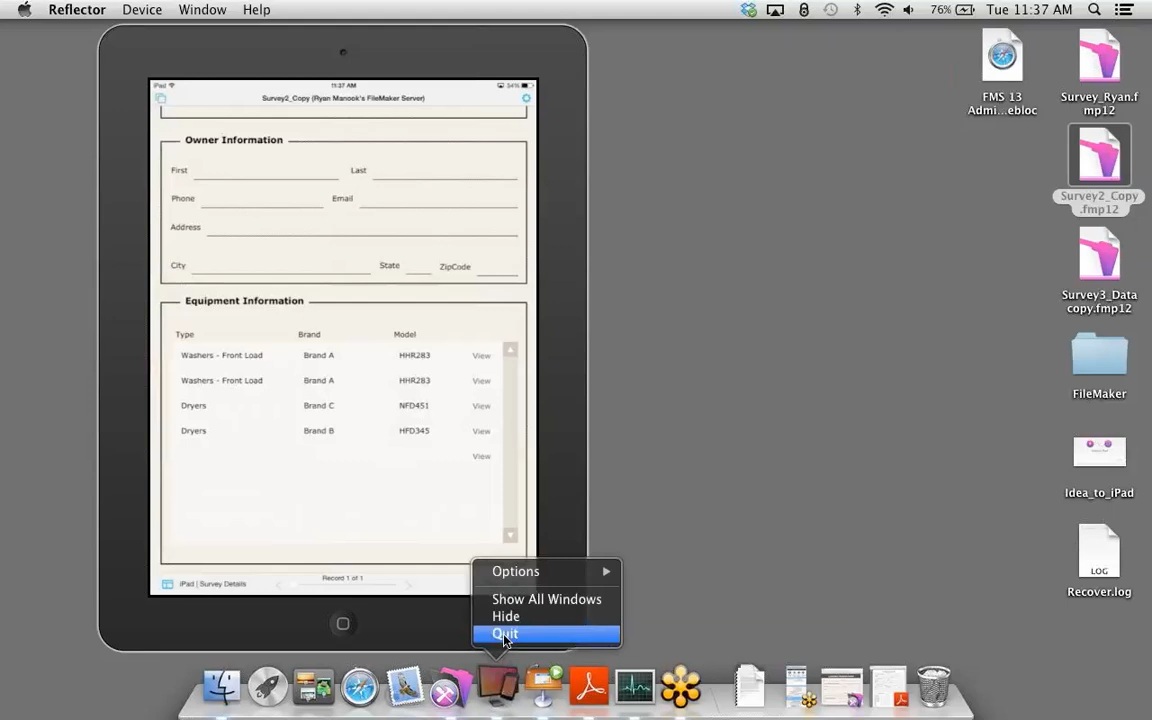 Reflector Device Window Help 76% Tue 11:37 AM
iPad 11:37 AM 54%
Survey2_Copy (Ryan Manook's FileMaker Server)
Owner Information
First Last
Phone Email
Address
City State ZipCode
Equipment Information
Type Brand Model
Washers - Front Load Brand A HHR283 View
Washers - Front Load Brand A HHR283 View
Dryers Brand C NFD451 View
Dryers Brand B HFD345 View
View
iPad | Survey Details Record 1 of 1
Options
Show All Windows
Hide
Quit
FMS 13
Admi...ebloc
Survey_Ryan.f
mp12
Survey2_Copy
.fmp12
Survey3_Data
copy.fmp12
FileMaker
Idea_to_iPad
LOG
Recover.log